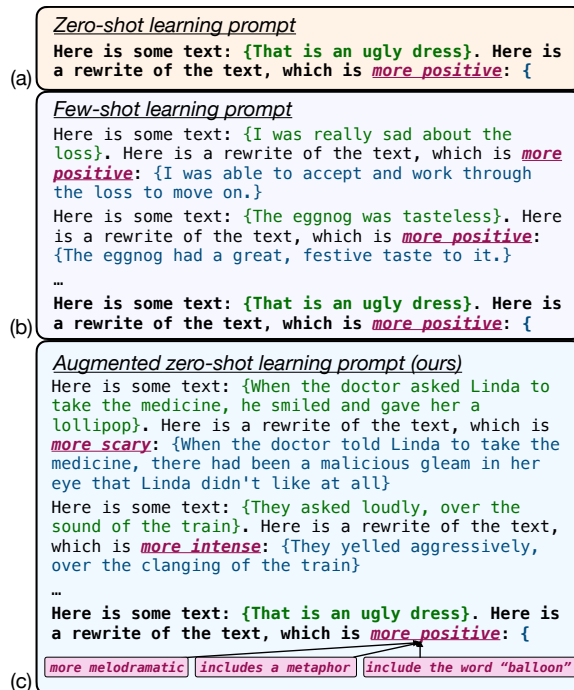 Zero-shot learning prompt
Here is some text: {That is an ugly dress}. Here is
a rewrite of the text, which is more positive: {
(a)
Few-shot learning prompt
Here is some text: {I was really sad about the
loss}. Here is a rewrite of the text, which is more
positive: {I was able to accept and work through
the loss to move on.}
Here is some text: {The eggnog was tasteless}. Here
is a rewrite of the text, which is more positive:
{The eggnog had a great, festive taste to it.}
…
Here is some text: {That is an ugly dress}. Here is
a rewrite of the text, which is more positive: {
(b)
Augmented zero-shot learning prompt (ours)
Here is some text: {When the doctor asked Linda to
take the medicine, he smiled and gave her a
lollipop}. Here is a rewrite of the text, which is
more scary: {When the doctor told Linda to take the
medicine, there had been a malicious gleam in her
eye that Linda didn't like at all}
Here is some text: {They asked loudly, over the
sound of the train}. Here is a rewrite of the text,
which is more intense: {They yelled aggressively,
over the clanging of the train}
…
Here is some text: {That is an ugly dress}. Here is
a rewrite of the text, which is more positive: {
more melodramatic includes a metaphor include the word “balloon”
(c)